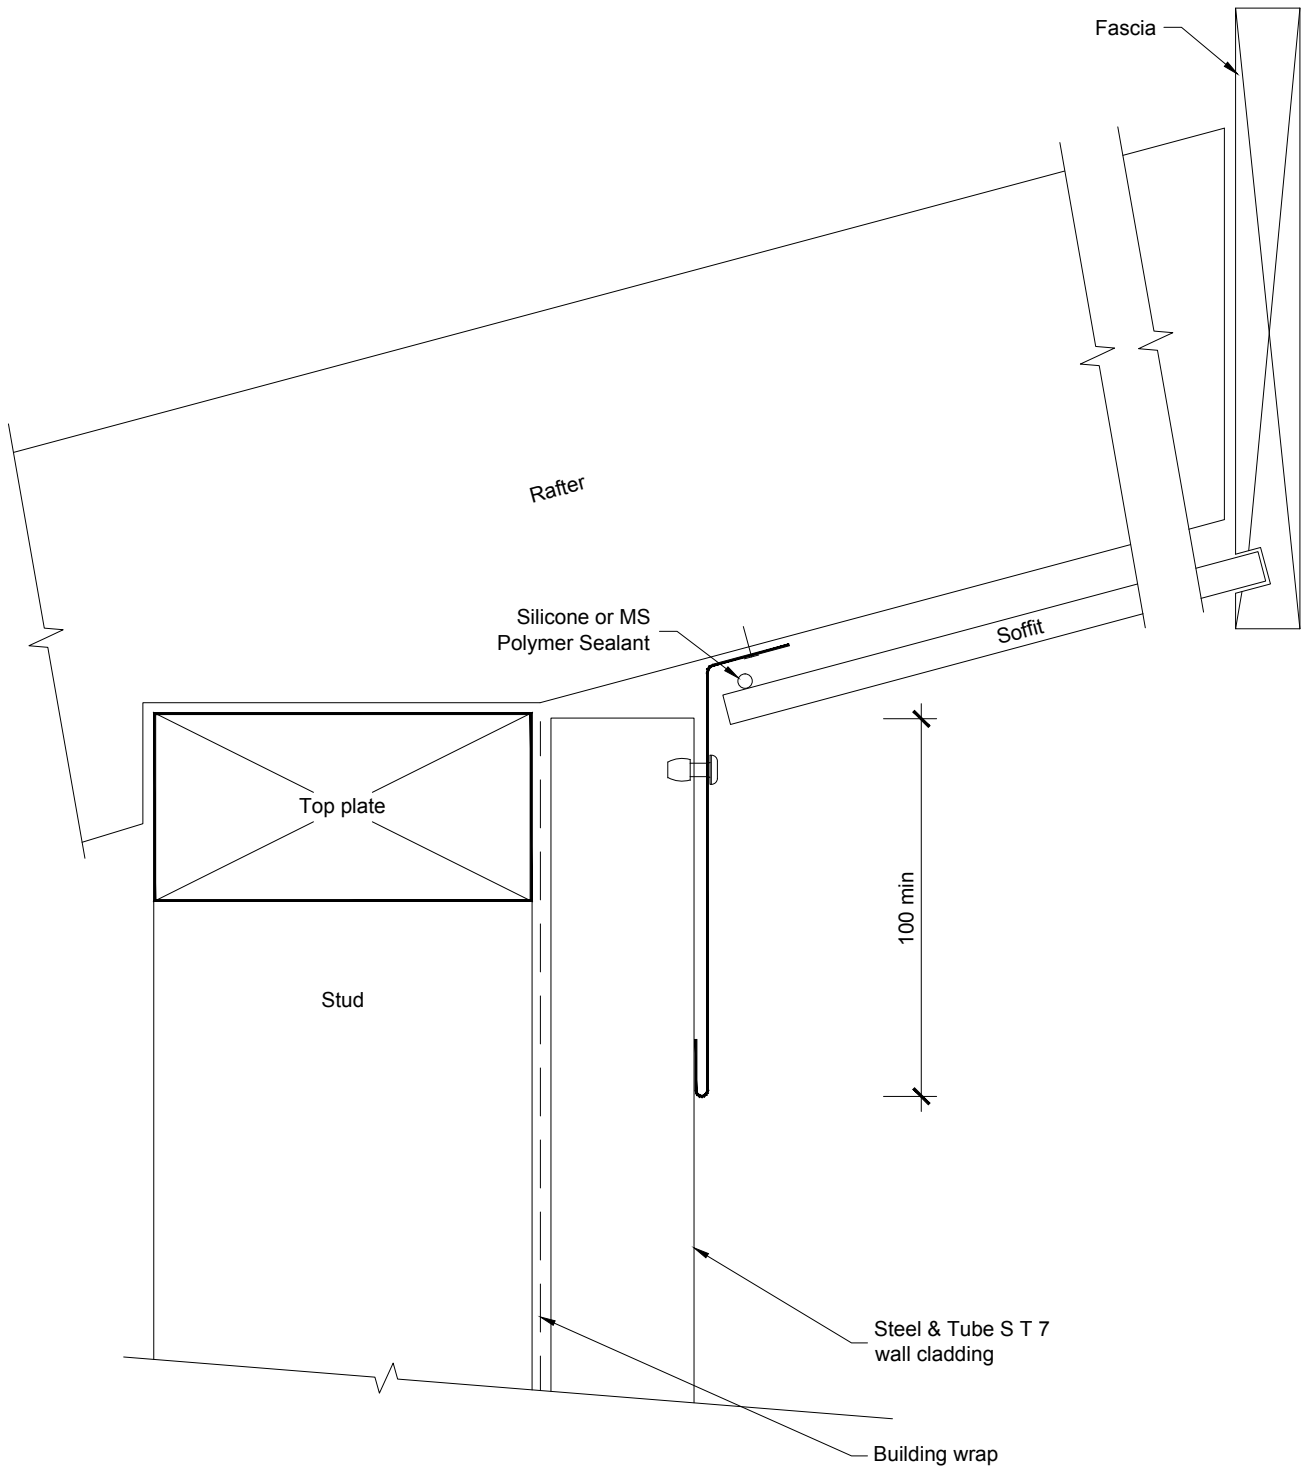 Fascia
Rafter
Silicone or MS
Polymer Sealant
Soffit
Top plate
100 min
Stud
Steel & Tube S T 7
wall cladding
Building wrap